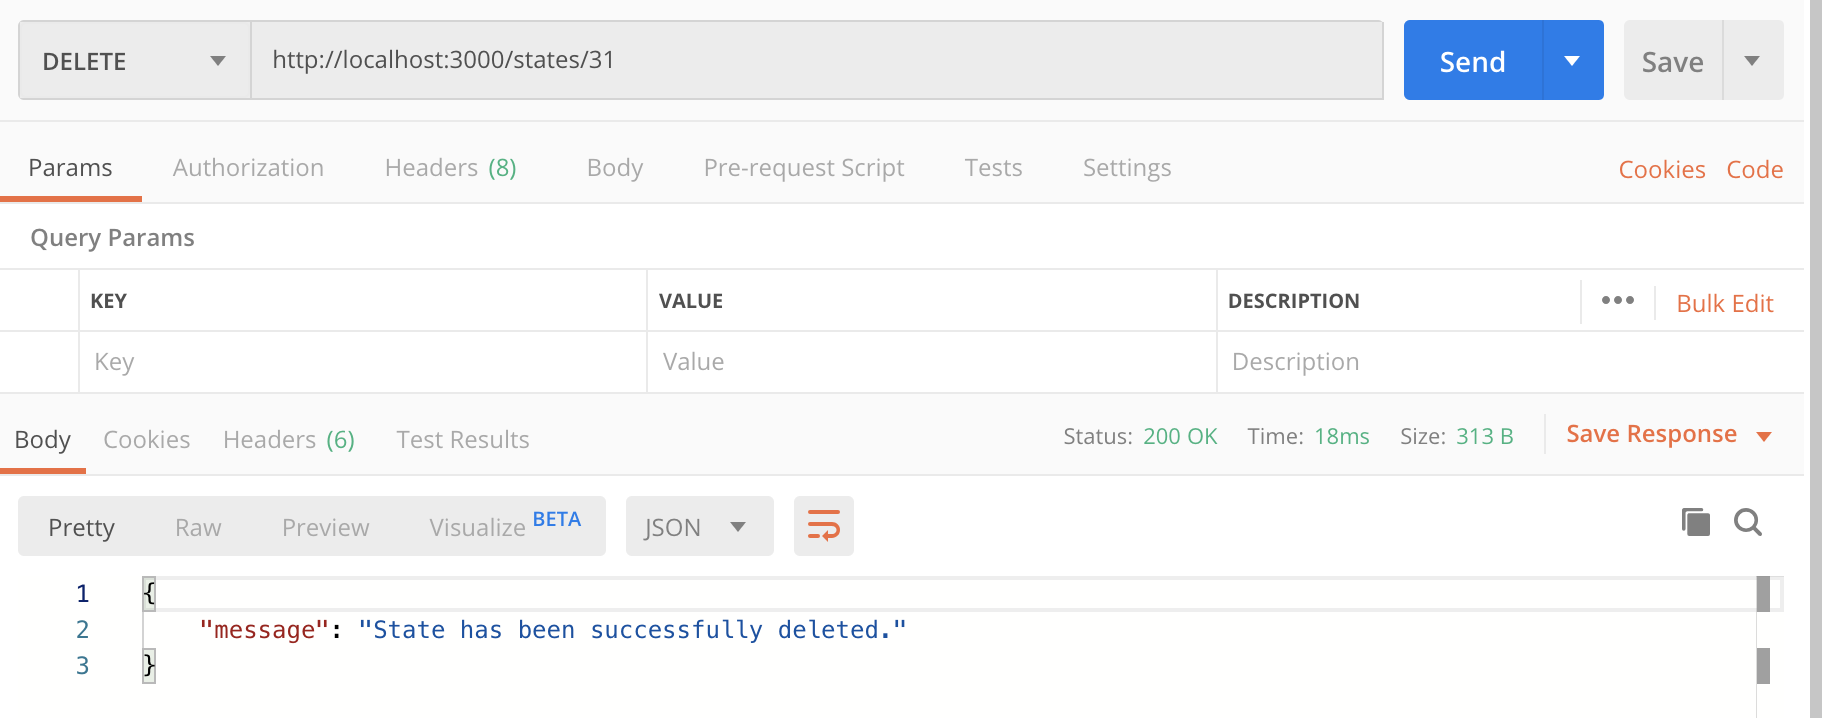 DELETE http://localhost:3000/states/31 Send Save
Params Authorization Headers (8) Body Pre-request Script Tests Settings Cookies Code
Query Params
KEY VALUE DESCRIPTION ••• Bulk Edit
Key Value Description
Body Cookies Headers (6) Test Results Status: 200 OK Time: 18ms Size: 313 B Save Response
Pretty Raw Preview Visualize BETA JSON
1 {
2 "message": "State has been successfully deleted."
3 }